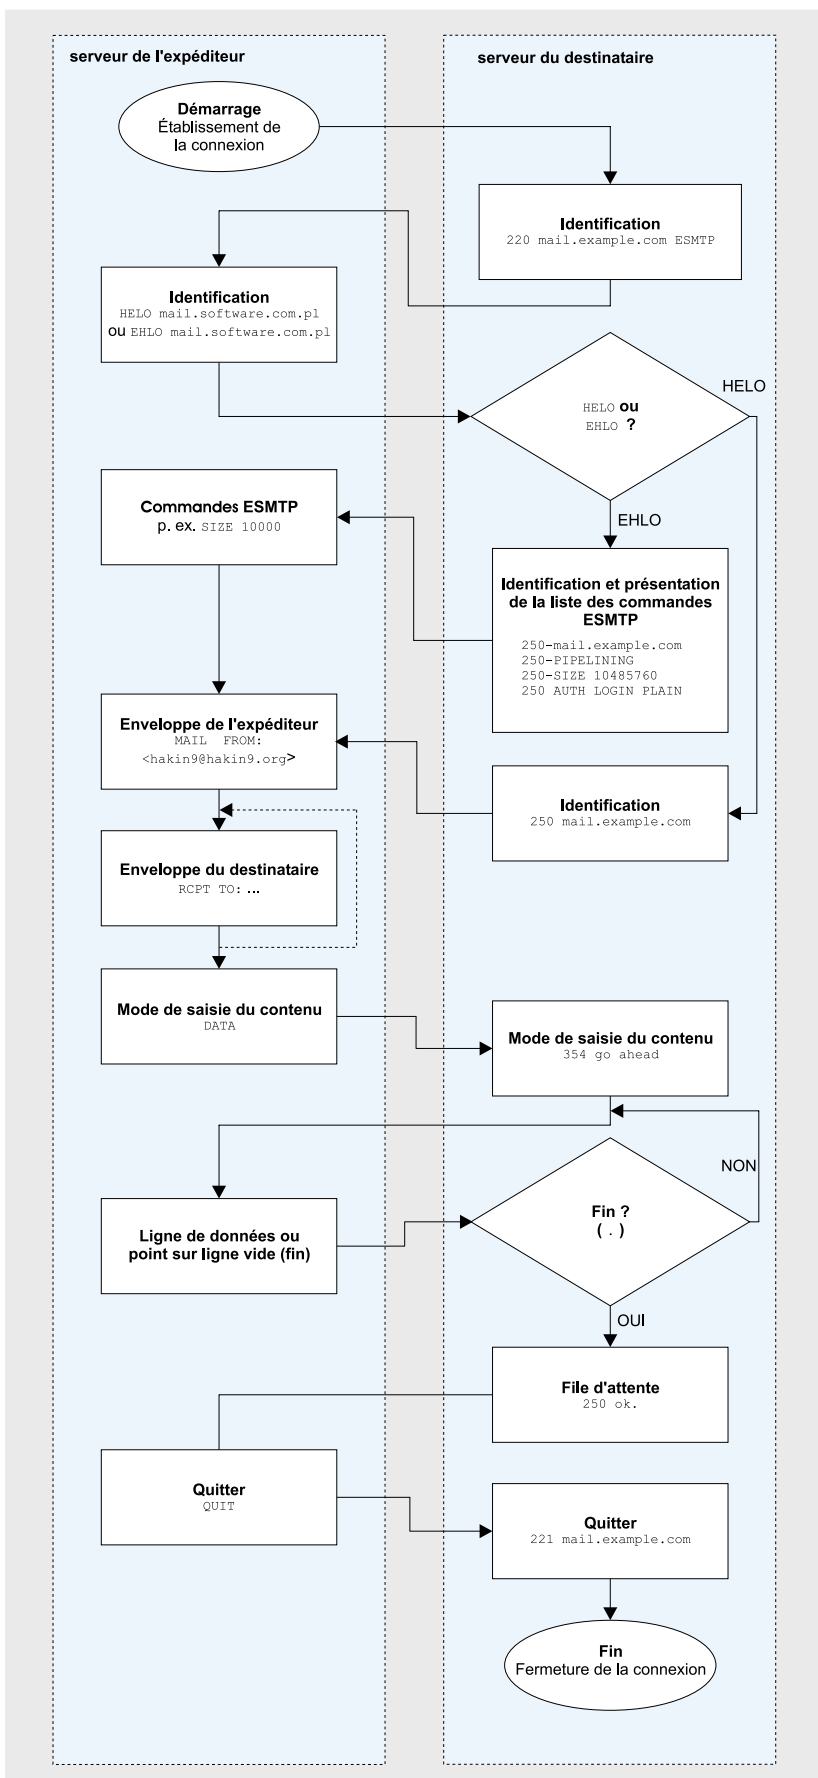 serveur de l'expéditeur
serveur du destinataire
Démarrage
Établissement de
la connexion
Identification
220 mail.example.com ESMTP
Identification
HELO mail.software.com.pl
ou EHLO mail.software.com.pl
HELO
HELO ou
EHLO ?
Commandes ESMTP
p. ex. SIZE 10000
EHLO
Identification et présentation
de la liste des commandes
ESMTP
250-mail.example.com
250-PIPELINING
250-SIZE 10485760
250 AUTH LOGIN PLAIN
Enveloppe de l'expéditeur
MAIL FROM:
<hakin9@hakin9.org>
Identification
250 mail.example.com
Enveloppe du destinataire
RCPT TO: ...
Mode de saisie du contenu
DATA
Mode de saisie du contenu
354 go ahead
NON
Ligne de données ou
point sur ligne vide (fin)
Fin ?
( . )
OUI
File d'attente
250 ok.
Quitter
QUIT
Quitter
221 mail.example.com
Fin
Fermeture de la connexion